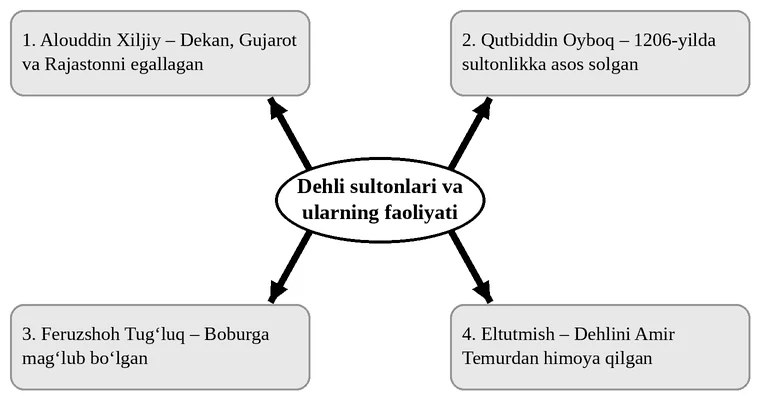 1. Alouddin Xiljiy – Dekan, Gujarot
va Rajastonni egallagan
2. Qutbiddin Oyboq – 1206-yilda
sultonlikka asos solgan
Dehli sultonlari va
ularning faoliyati
3. Feruzshoh Tug‘luq – Boburga
mag‘lub bo‘lgan
4. Eltutmish – Dehlini Amir
Temurdan himoya qilgan